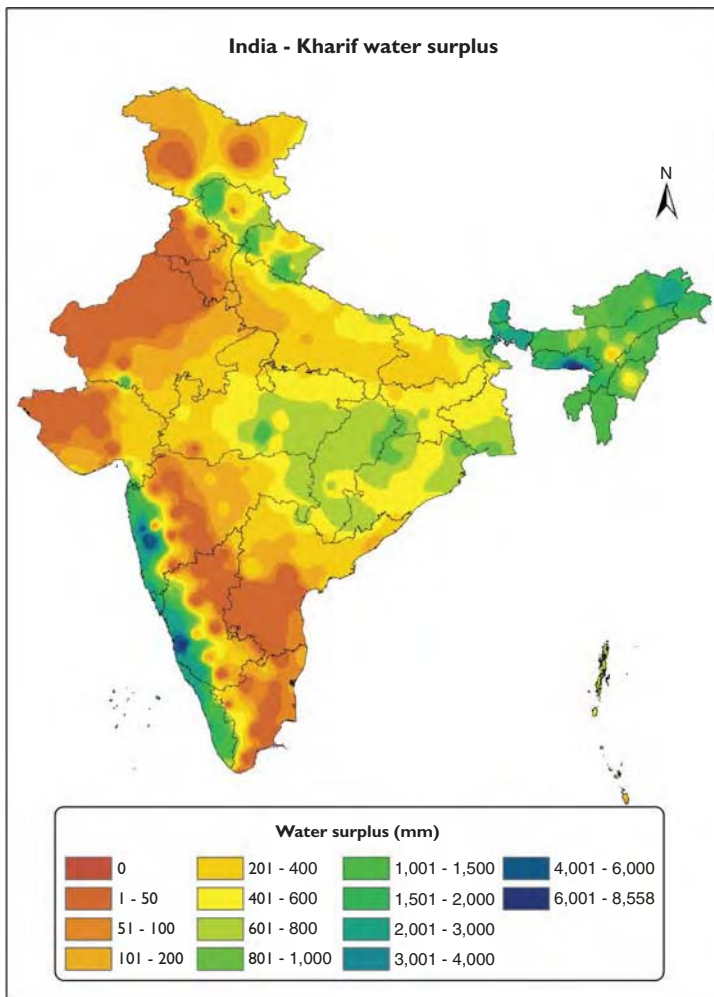 India - Kharif water surplus
N
Water surplus (mm)
0
1 - 50
51 - 100
101 - 200
201 - 400
401 - 600
601 - 800
801 - 1,000
1,001 - 1,500
1,501 - 2,000
2,001 - 3,000
3,001 - 4,000
4,001 - 6,000
6,001 - 8,558